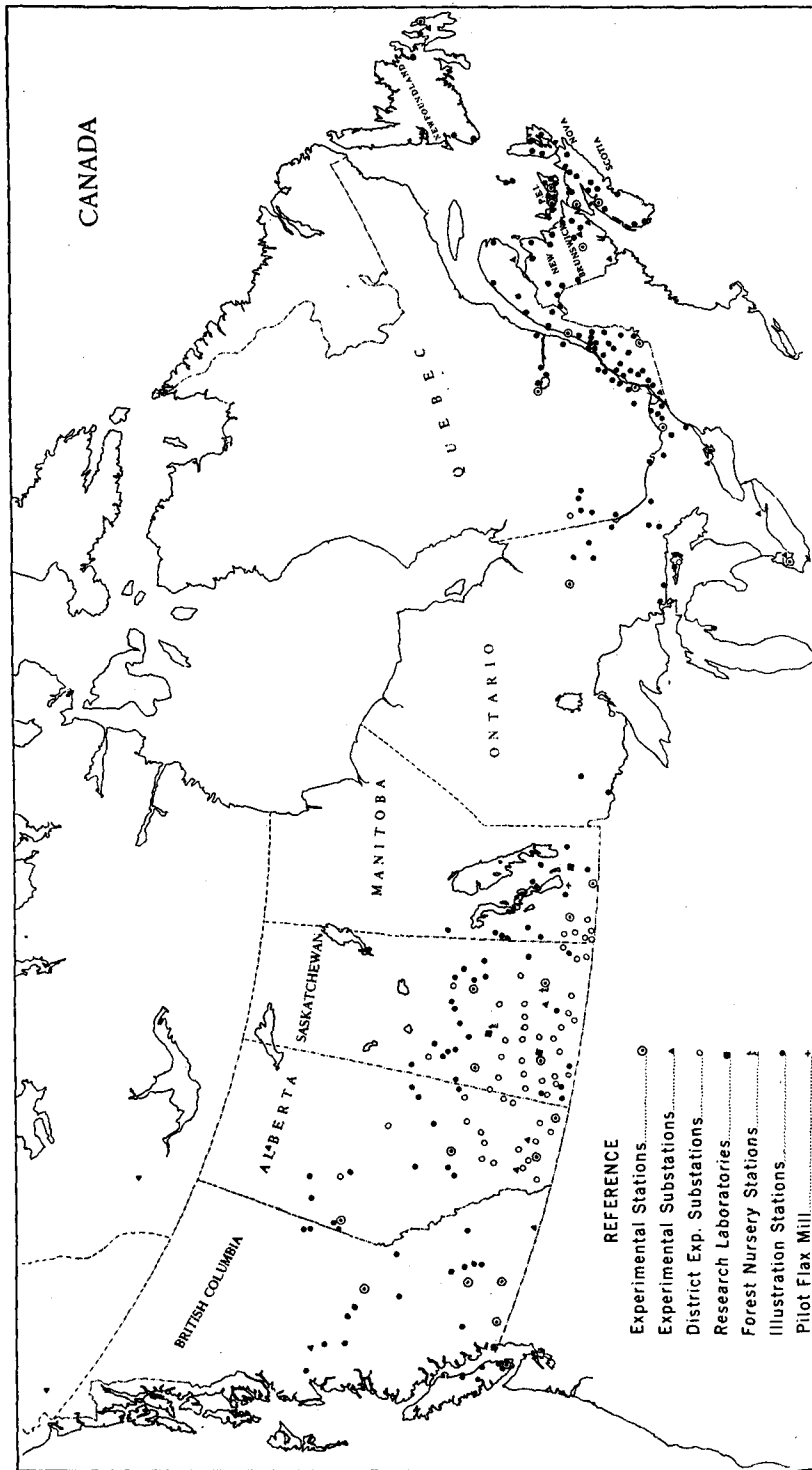 CANADA
NEWFOUNDLAND
NOVA
SCOTIA
P.E.I.
NEW
BRUNSWICK
QUEBEC
ONTARIO
MANITOBA
SASKATCHEWAN
ALBERTA
BRITISH COLUMBIA
REFERENCE
Experimental Stations
Experimental Substations
District Exp. Substations
Research Laboratories
Forest Nursery Stations
Illustration Stations
Pilot Flax Mill